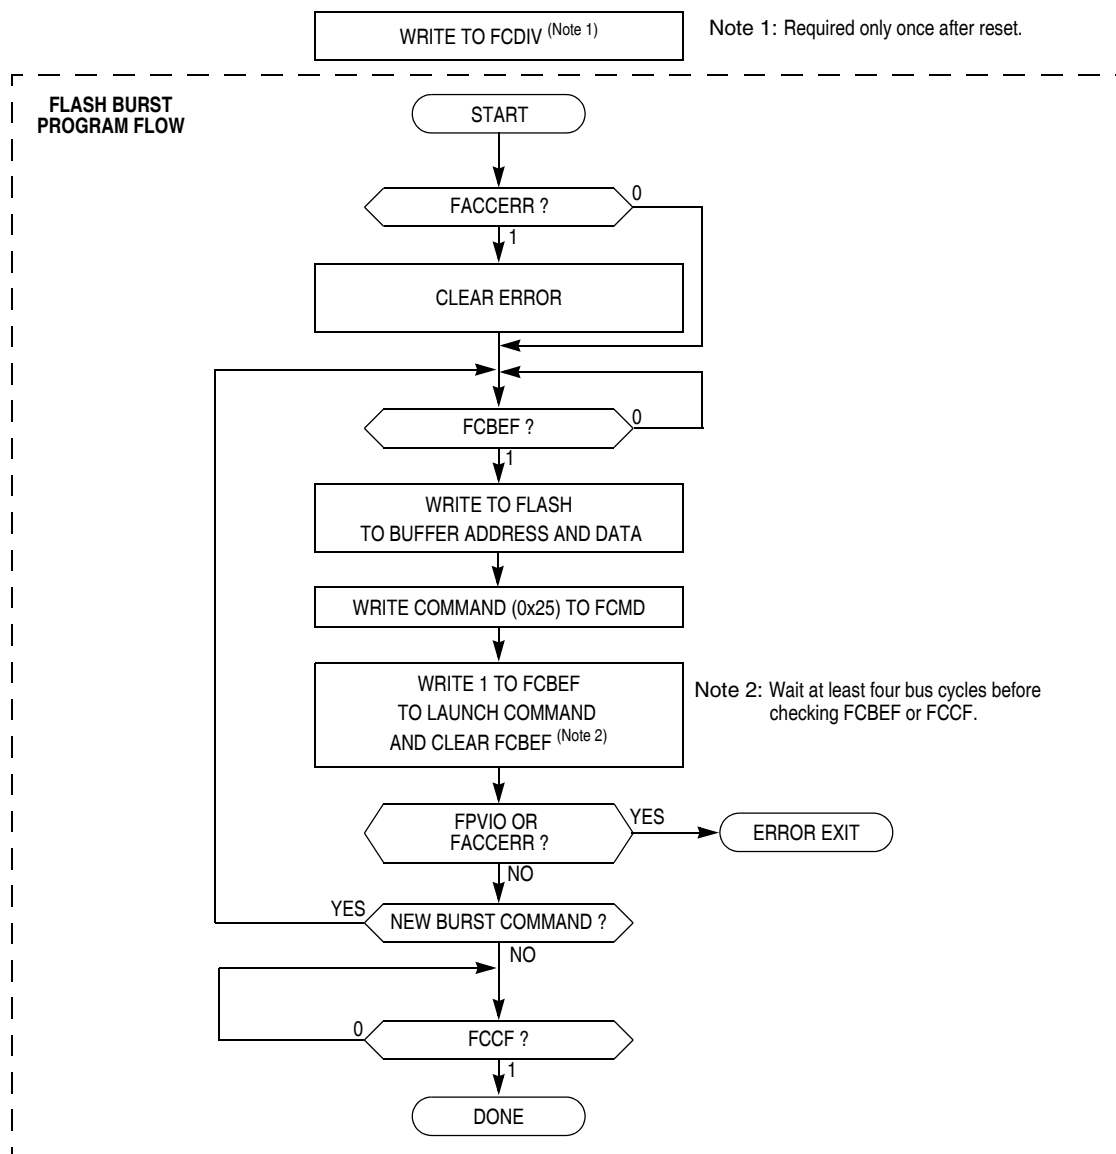 WRITE TO FCDIV (Note 1)
Note 1: Required only once after reset.
FLASH BURST
PROGRAM FLOW
START
FACCERR ?
0
1
CLEAR ERROR
FCBEF ?
0
1
WRITE TO FLASH
TO BUFFER ADDRESS AND DATA
WRITE COMMAND (0x25) TO FCMD
WRITE 1 TO FCBEF
TO LAUNCH COMMAND
AND CLEAR FCBEF (Note 2)
Note 2: Wait at least four bus cycles before
checking FCBEF or FCCF.
FPVIO OR
FACCERR ?
YES
ERROR EXIT
NO
YES
NEW BURST COMMAND ?
NO
0
FCCF ?
1
DONE